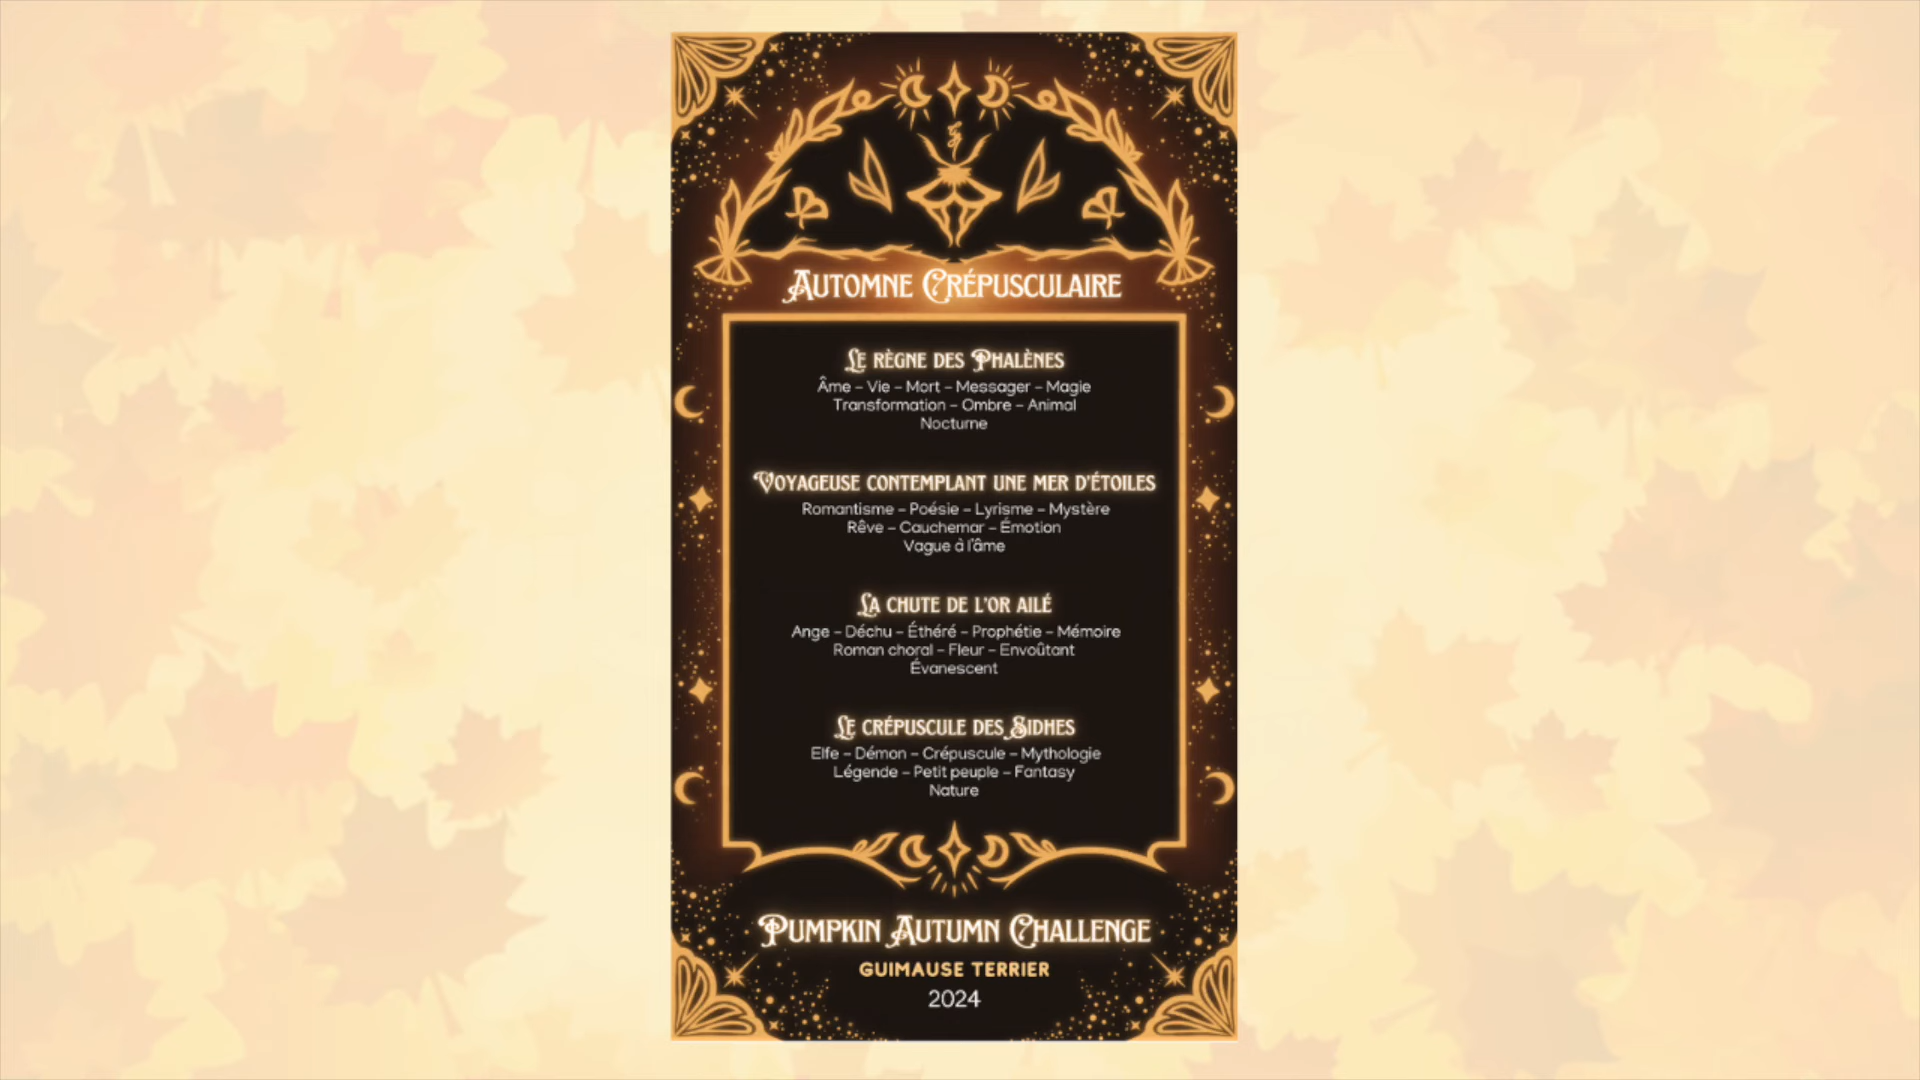 Automne Crépusculaire
Le règne des Phalènes
Âme – Vie – Mort – Messager – Magie
Transformation – Ombre – Animal
Nocturne
Voyageuse contemplant une mer d'étoiles
Romantisme – Poésie – Lyrisme – Mystère
Rêve – Cauchemar – Émotion
Vague à l'âme
La chute de l'or ailé
Ange – Déchu – Éthéré – Prophétie – Mémoire
Roman choral – Fleur – Envoûtant
Évanescent
Le crépuscule des Sidhes
Elfe – Démon – Crépuscule – Mythologie
Légende – Petit peuple – Fantasy
Nature
Pumpkin Autumn Challenge
GUIMAUSE TERRIER
2024